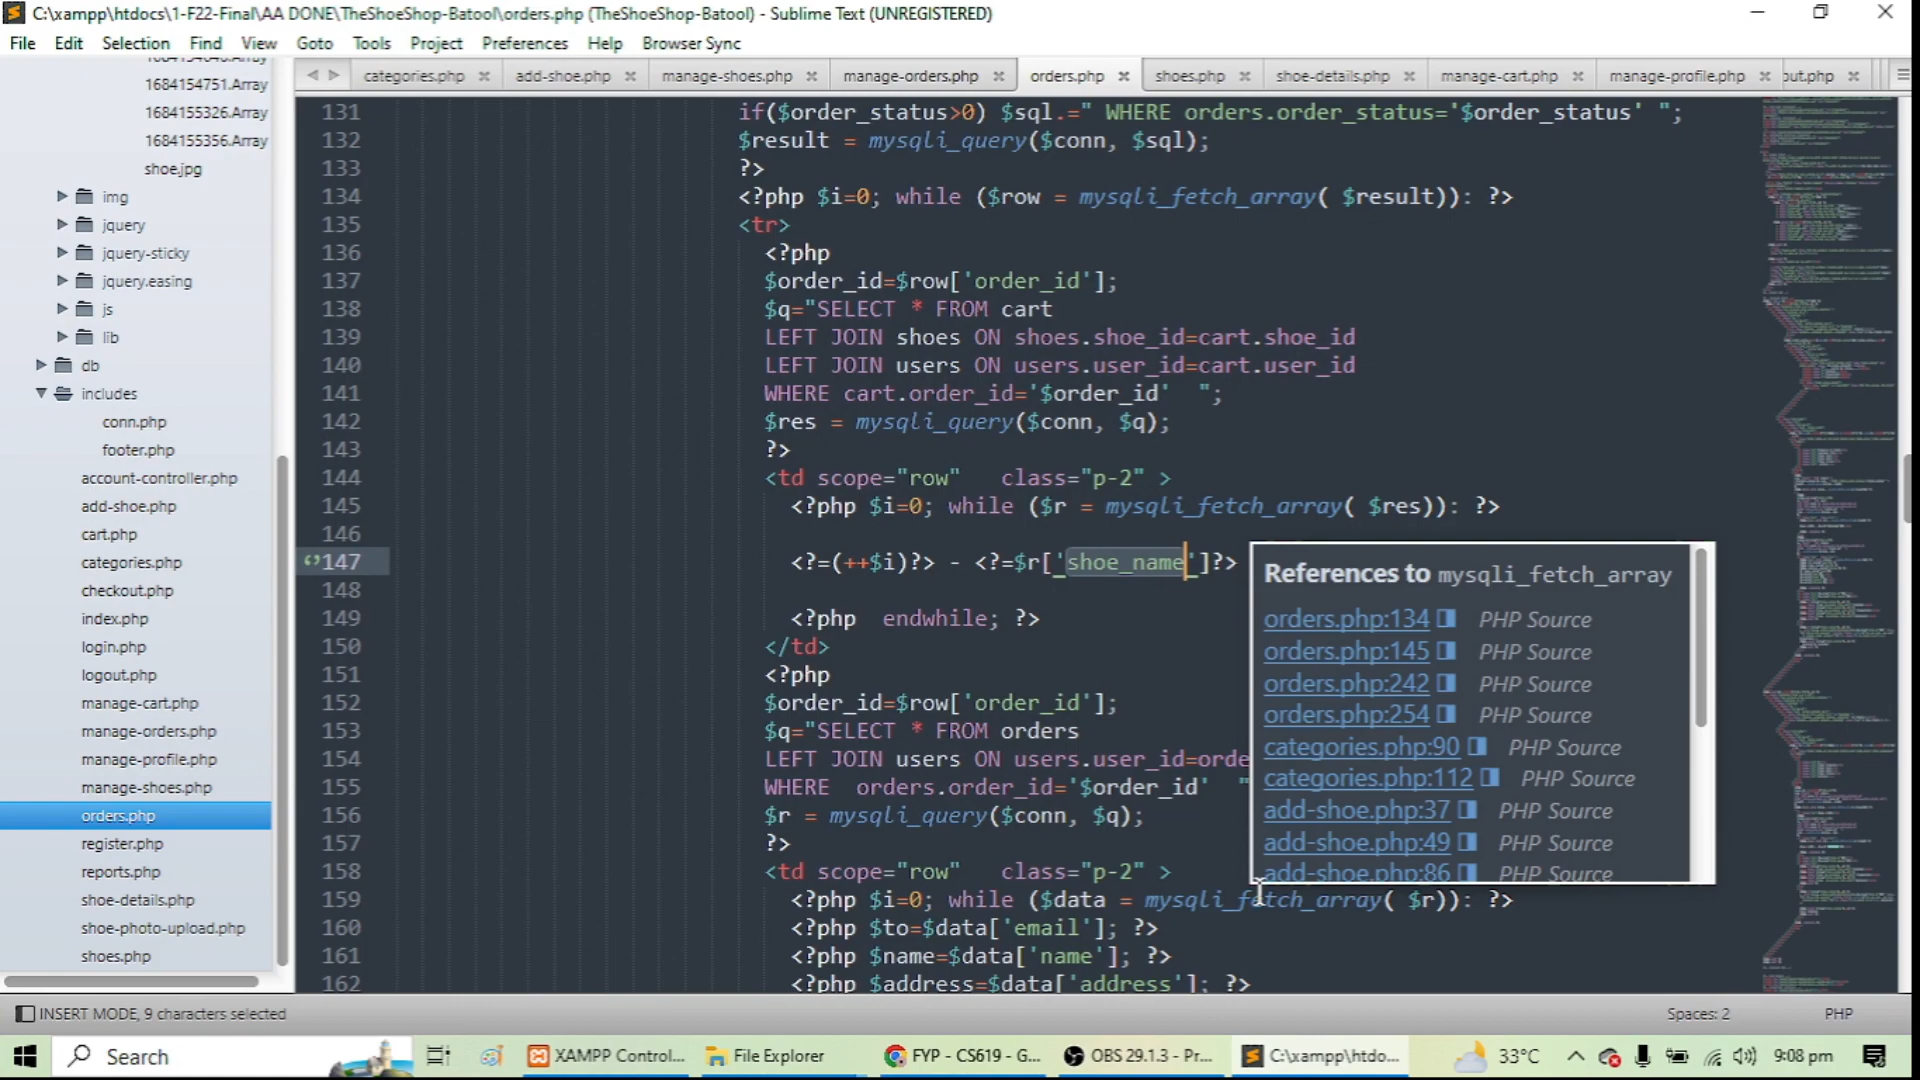 C:\xampp\htdocs\1-F22-Final\AA DONE\TheShoeShop-Batool\orders.php (TheShoeShop-Batool) - Sublime Text (UNREGISTERED)
File Edit Selection Find View Goto Tools Project Preferences Help Browser Sync
categories.php add-shoe.php manage-shoes.php manage-orders.php orders.php shoes.php shoe-details.php manage-cart.php manage-profile.php out.php
1684154751.Array
1684155326.Array
1684155356.Array
shoe.jpg
img
jquery
jquery-sticky
jquery.easing
js
lib
db
includes
conn.php
footer.php
account-controller.php
add-shoe.php
cart.php
categories.php
checkout.php
index.php
login.php
logout.php
manage-cart.php
manage-orders.php
manage-profile.php
manage-shoes.php
orders.php
register.php
reports.php
shoe-details.php
shoe-photo-upload.php
shoes.php
131 if($order_status>0) $sql.=" WHERE orders.order_status='$order_status' ";
132 $result = mysqli_query($conn, $sql);
133 ?>
134 <?php $i=0; while ($row = mysqli_fetch_array( $result)): ?>
135 <tr>
136 <?php
137 $order_id=$row['order_id'];
138 $q="SELECT * FROM cart
139 LEFT JOIN shoes ON shoes.shoe_id=cart.shoe_id
140 LEFT JOIN users ON users.user_id=cart.user_id
141 WHERE cart.order_id='$order_id' ";
142 $res = mysqli_query($conn, $q);
143 ?>
144 <td scope="row" class="p-2" >
145 <?php $i=0; while ($r = mysqli_fetch_array( $res)): ?>
146
147 <?=(++$i)?> - <?=$r['shoe_name']?>
148
149 <?php endwhile; ?>
150 </td>
151 <?php
152 $order_id=$row['order_id'];
153 $q="SELECT * FROM orders
154 LEFT JOIN users ON users.user_id=orde
155 WHERE orders.order_id='$order_id' "
156 $r = mysqli_query($conn, $q);
157 ?>
158 <td scope="row" class="p-2" >
159 <?php $i=0; while ($data = mysqli_fetch_array( $r)): ?>
160 <?php $to=$data['email']; ?>
161 <?php $name=$data['name']; ?>
162 <?php $address=$data['address']; ?>
References to mysqli_fetch_array
orders.php:134 PHP Source
orders.php:145 PHP Source
orders.php:242 PHP Source
orders.php:254 PHP Source
categories.php:90 PHP Source
categories.php:112 PHP Source
add-shoe.php:37 PHP Source
add-shoe.php:49 PHP Source
add-shoe.php:86 PHP Source
INSERT MODE, 9 characters selected Spaces: 2 PHP
Search XAMPP Control... File Explorer FYP - CS619 - G... OBS 29.1.3 - Pr... C:\xampp\htdo... 33°C 9:08 pm